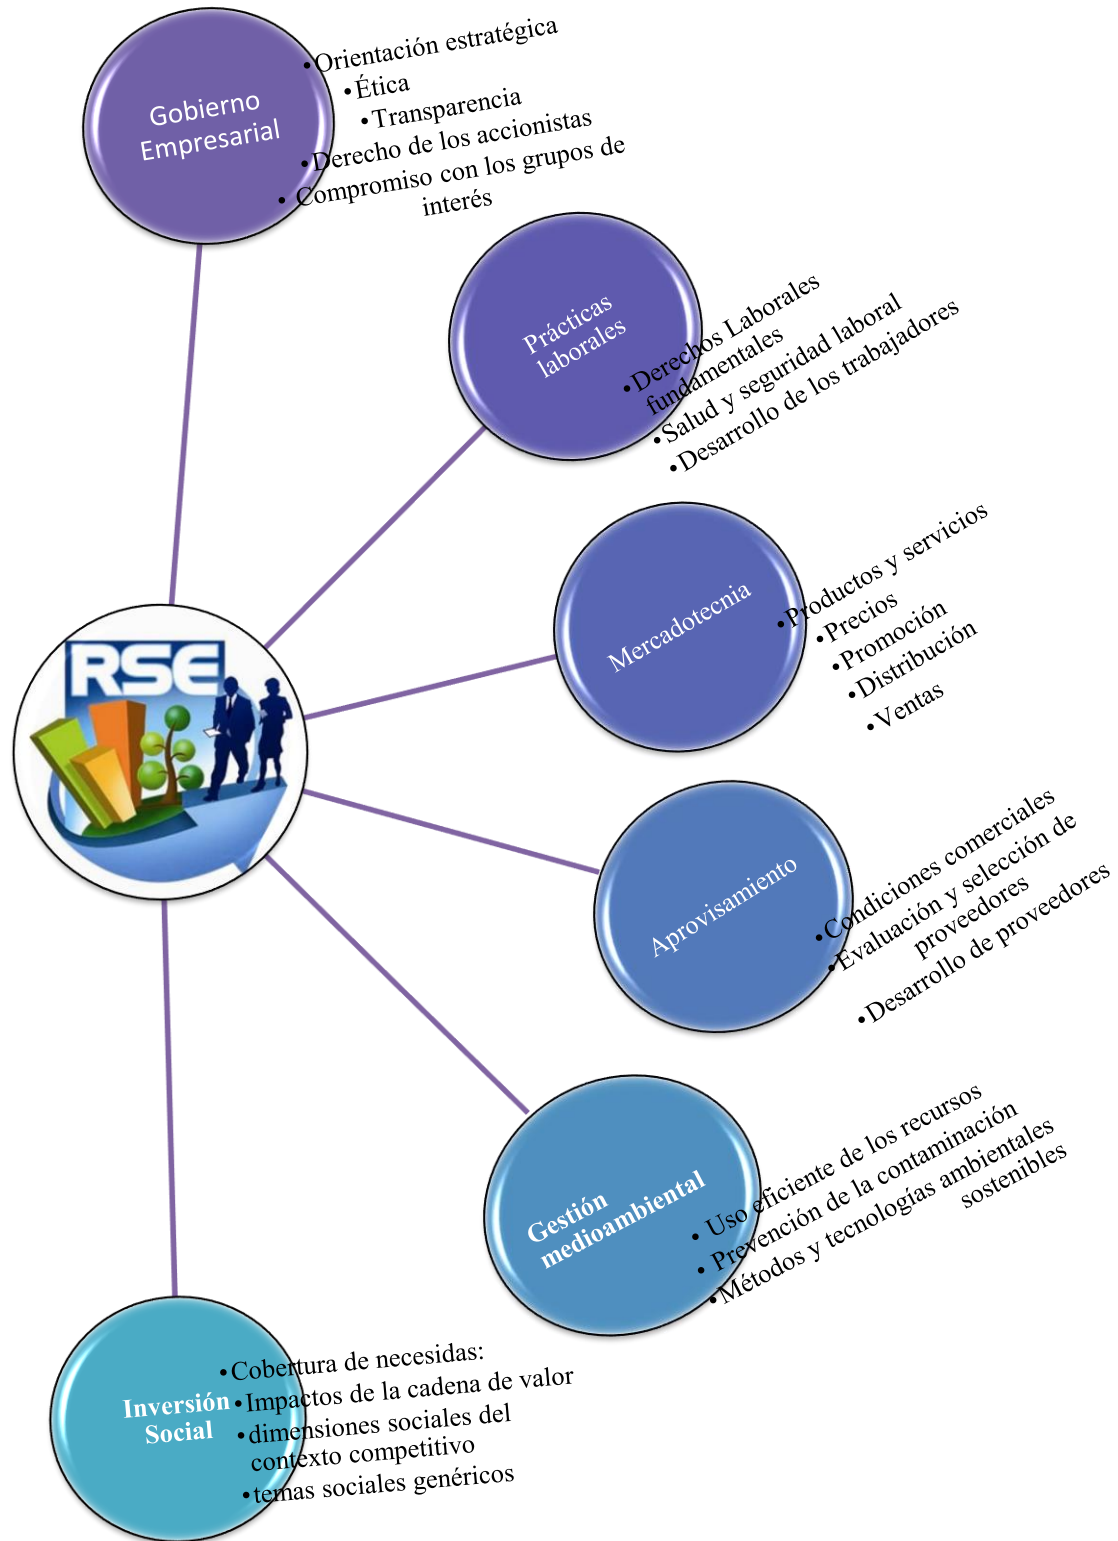 Gobierno
Empresarial
•Orientación estratégica
•Ética
•Transparencia
•Derecho de los accionistas
• Compromiso con los grupos de
interés
Prácticas
laborales
•Derechos Laborales
fundamentales
•Salud y seguridad laboral
•Desarrollo de los trabajadores
Mercadotecnia
•Productos y servicios
•Precios
•Promoción
•Distribución
•Ventas
RSE
Aprovisamiento
•Condiciones comerciales
•Evaluación y selección de
proveedores
•Desarrollo de proveedores
Gestión
medioambiental
• Uso eficiente de los recursos
• Prevención de la contaminación
•Métodos y tecnologías ambientales
sostenibles
Inversión
Social
•Cobertura de necesidas:
•Impactos de la cadena de valor
•dimensiones sociales del
contexto competitivo
•temas sociales genéricos